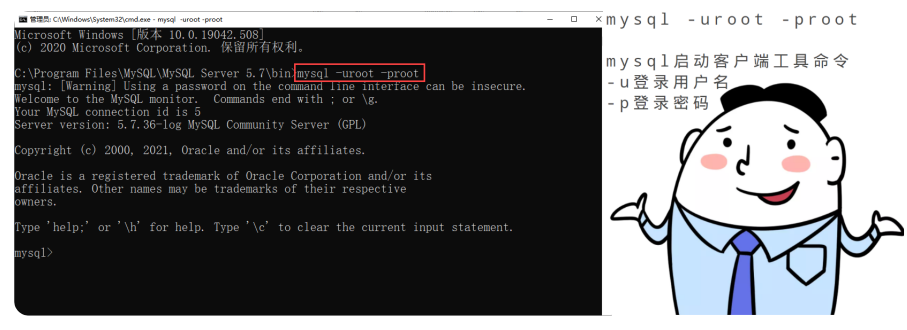 管理员: C:\Windows\System32\cmd.exe - mysql -uroot -proot
Microsoft Windows [版本 10.0.19042.508]
(c) 2020 Microsoft Corporation. 保留所有权利。
C:\Program Files\MySQL\MySQL Server 5.7\bin>mysql -uroot -proot
mysql: [Warning] Using a password on the command line interface can be insecure.
Welcome to the MySQL monitor.  Commands end with ; or \g.
Your MySQL connection id is 5
Server version: 5.7.36-log MySQL Community Server (GPL)
Copyright (c) 2000, 2021, Oracle and/or its affiliates.
Oracle is a registered trademark of Oracle Corporation and/or its
affiliates. Other names may be trademarks of their respective
owners.
Type 'help;' or '\h' for help. Type '\c' to clear the current input statement.
mysql>
mysql -uroot -proot
mysql启动客户端工具命令
-u登录用户名
-p登录密码